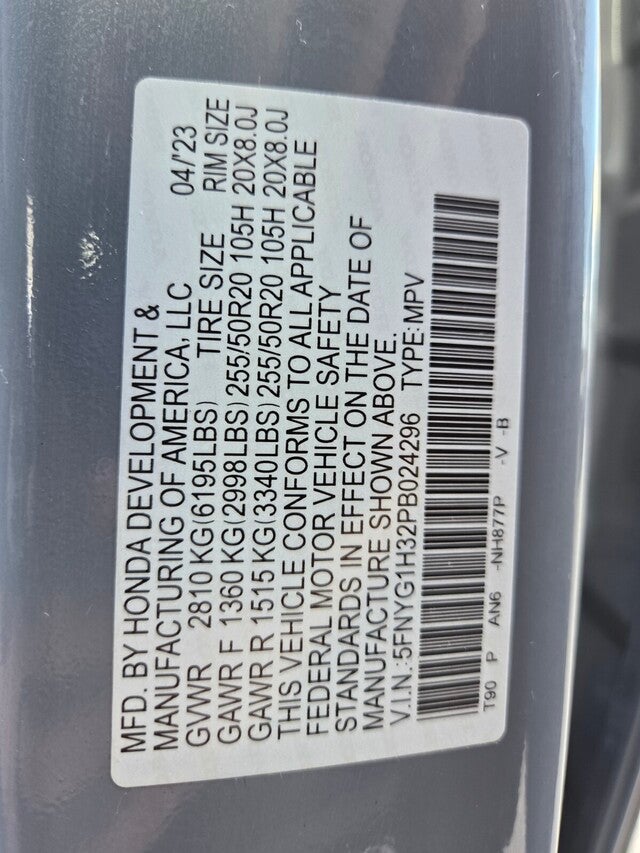 MFD. BY HONDA DEVELOPMENT &
MANUFACTURING OF AMERICA, LLC 04/'23
GVWR 2810 KG(6195LBS) TIRE SIZE RIM SIZE
GAWR F 1360 KG(2998LBS) 255/50R20 105H 20X8.0J
GAWR R 1515 KG(3340LBS) 255/50R20 105H 20X8.0J
THIS VEHICLE CONFORMS TO ALL APPLICABLE
FEDERAL MOTOR VEHICLE SAFETY
STANDARDS IN EFFECT ON THE DATE OF
MANUFACTURE SHOWN ABOVE.
V.I.N.:5FNYG1H32PB024296 TYPE:MPV
T90 P AN6 -NH877P -V -B